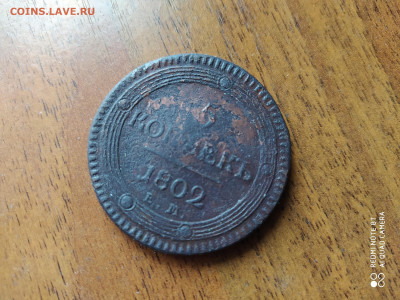 COINS.LAVE.RU
КОПѢЕКЪ
1802
Е.М.
REDMI NOTE 8T
AI QUAD CAMERA